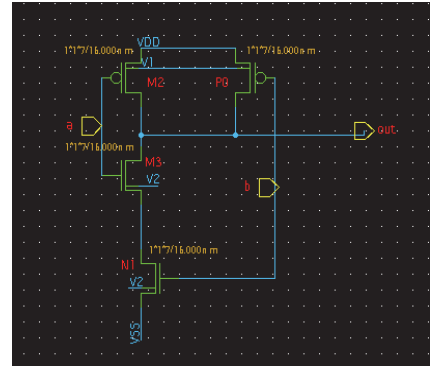 VDD
1*1*7/16.000n m
1*1*7/16.000n m
V1
M2
P0
a
out
1*1*7/16.000n m
M3
V2
b
1*1*7/16.000n m
N1
V2
VSS